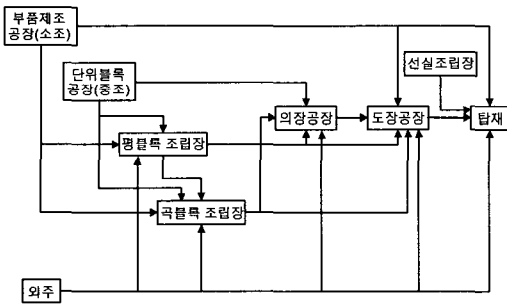 부품제조
공장(소조)
단위블록
공장(중조)
선실조립장
의장공장
도장공장
탑재
평블록 조립장
곡블록 조립장
외주